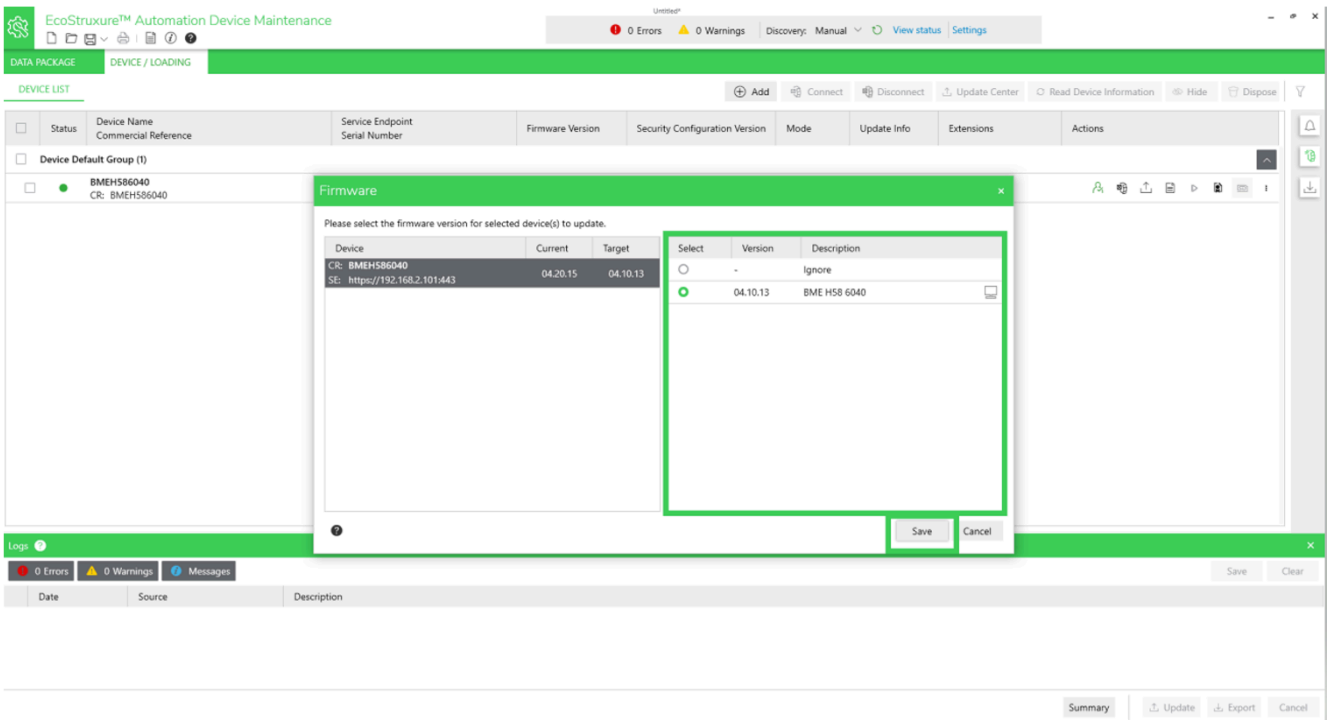 Untitled*
EcoStruxure™ Automation Device Maintenance
0 Errors 0 Warnings Discovery: Manual View status Settings
DATA PACKAGE DEVICE / LOADING
DEVICE LIST
Add Connect Disconnect Update Center Read Device Information Hide Dispose
Status Device Name Service Endpoint Firmware Version Security Configuration Version Mode Update Info Extensions Actions
Commercial Reference Serial Number
Device Default Group (1)
BMEH586040
CR: BMEH586040
Firmware
Please select the firmware version for selected device(s) to update.
Device Current Target Select Version Description
CR: BMEH586040 04.20.15 04.10.13
SE: https://192.168.2.101:443
- Ignore
04.10.13 BME H58 6040
Save Cancel
Logs
0 Errors 0 Warnings Messages Save Clear
Date Source Description
Summary Update Export Cancel